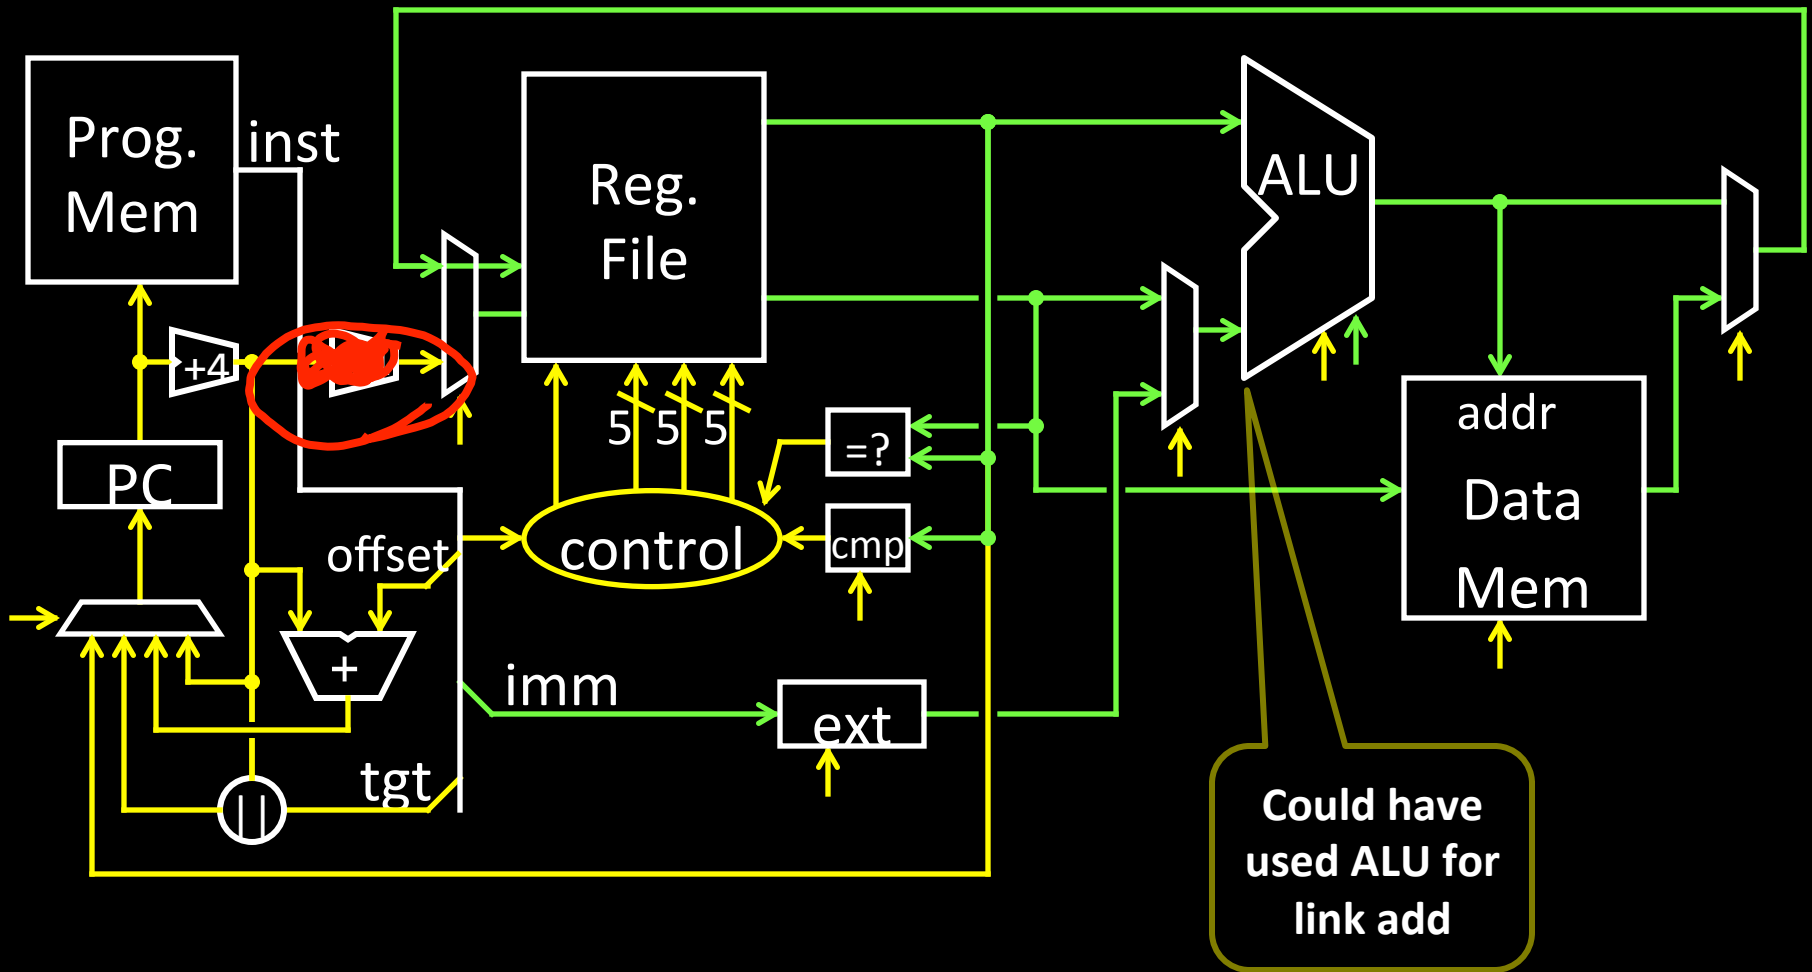 Prog.
Mem
inst
Reg.
File
ALU
+4
PC
5 5 5
=?
addr
Data
Mem
offset
control
cmp
+
imm
ext
tgt
||
Could have
used ALU for
link add